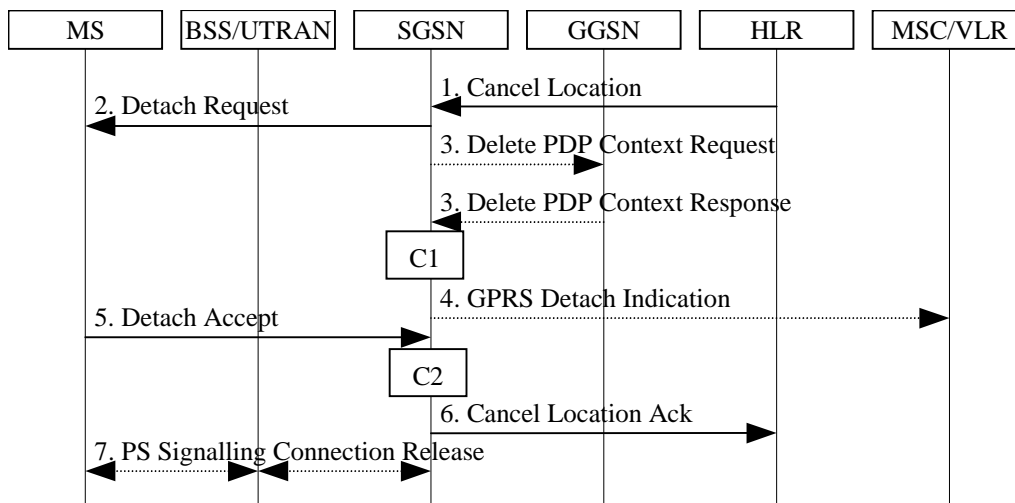 MS BSS/UTRAN SGSN GGSN HLR MSC/VLR
1. Cancel Location
2. Detach Request
3. Delete PDP Context Request
3. Delete PDP Context Response
C1
4. GPRS Detach Indication
5. Detach Accept
C2
6. Cancel Location Ack
7. PS Signalling Connection Release